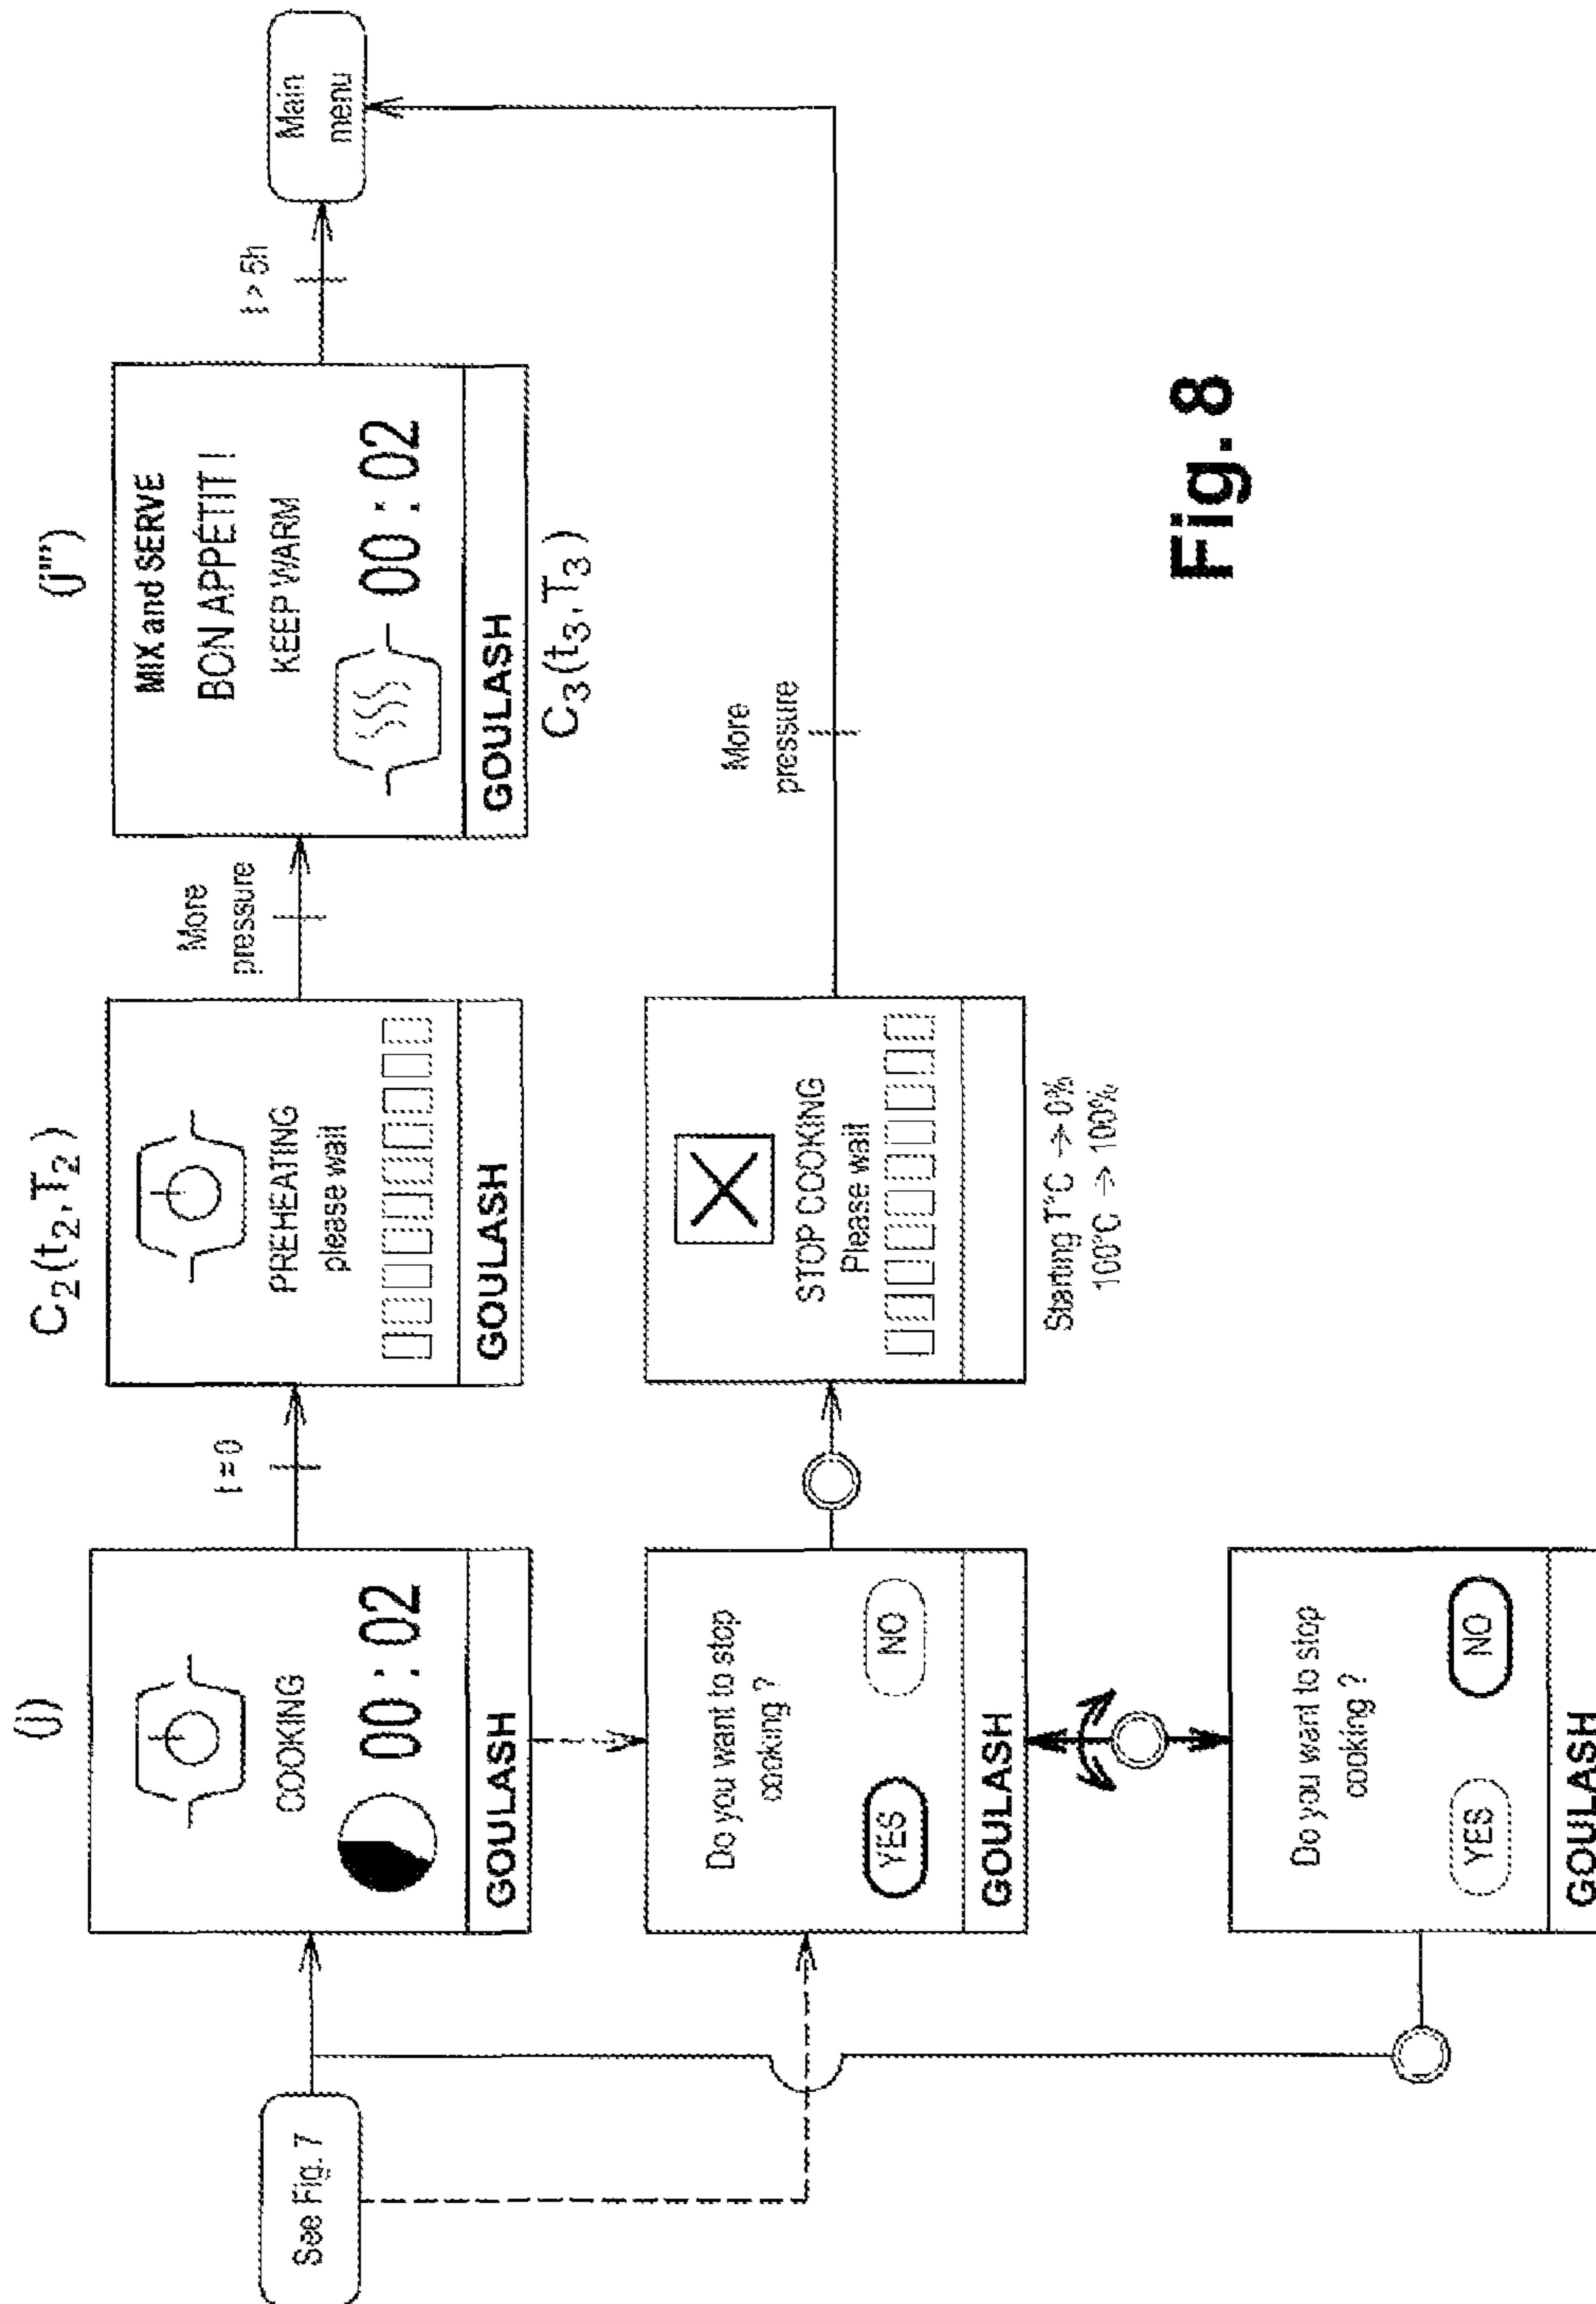 See Fig. 7
(j)
COOKING
00 : 02
GOULASH
t = 0
C2(t2,T2)
PREHEATING
please wait
GOULASH
More
pressure
(j''')
MIX and SERVE
BON APPÉTIT !
KEEP WARM
00 : 02
GOULASH
C3(t3,T3)
t > 5h
Main
menu
Do you want to stop
cooking ?
YES NO
GOULASH
STOP COOKING
Please wait
Starting T°C → 0%
100°C → 100%
More
pressure
Do you want to stop
cooking ?
YES NO
GOULASH
Fig. 8